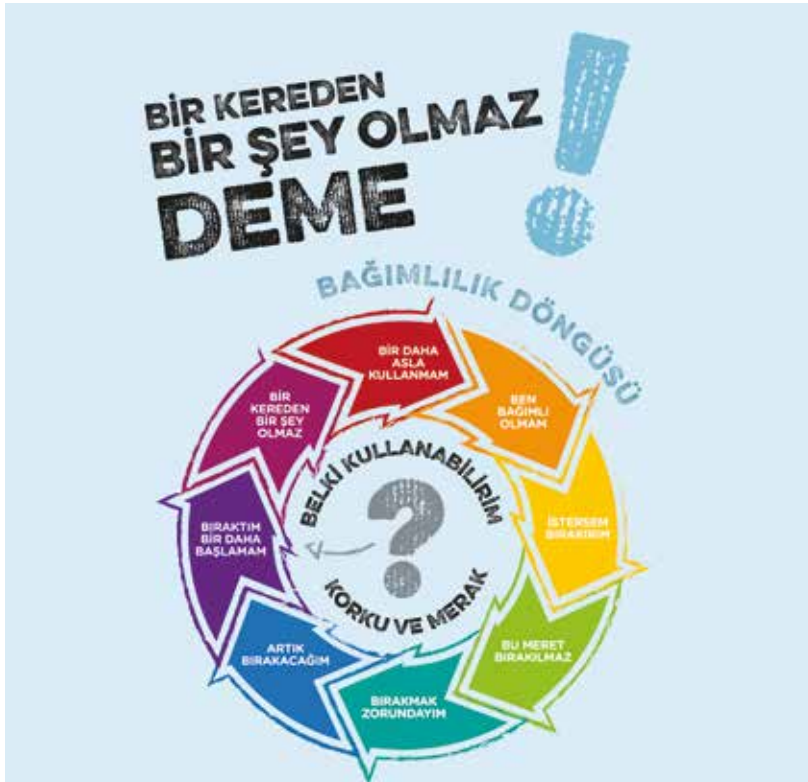 BİR KEREDEN
BİR ŞEY OLMAZ
DEME !
BAĞIMLILIK DÖNGÜSÜ
BELKİ KULLANABİLİRİM
?
KORKU VE MERAK
BİR
KEREDEN
BİR ŞEY
OLMAZ
BİR DAHA
ASLA
KULLANMAM
BEN
BAĞIMLI
OLMAM
İSTERSEM
BIRAKIRIM
BU MERET
BIRAKILMAZ
BIRAKMAK
ZORUNDAYIM
ARTIK
BIRAKACAĞIM
BIRAKTIM
BİR DAHA
BAŞLAMAM